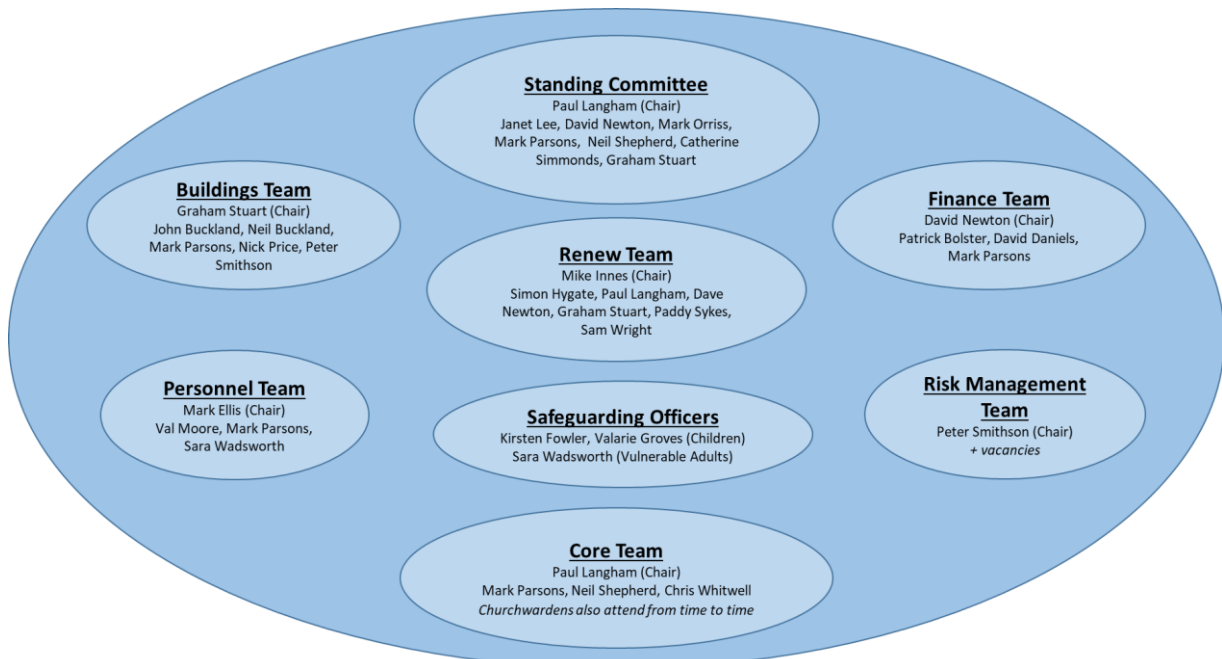 Standing Committee
Paul Langham (Chair)
Janet Lee, David Newton, Mark Orriss,
Mark Parsons, Neil Shepherd, Catherine
Simmonds, Graham Stuart
Buildings Team
Graham Stuart (Chair)
John Buckland, Neil Buckland,
Mark Parsons, Nick Price, Peter
Smithson
Finance Team
David Newton (Chair)
Patrick Bolster, David Daniels,
Mark Parsons
Renew Team
Mike Innes (Chair)
Simon Hygate, Paul Langham, Dave
Newton, Graham Stuart, Paddy Sykes,
Sam Wright
Personnel Team
Mark Ellis (Chair)
Val Moore, Mark Parsons,
Sara Wadsworth
Safeguarding Officers
Kirsten Fowler, Valarie Groves (Children)
Sara Wadsworth (Vulnerable Adults)
Risk Management
Team
Peter Smithson (Chair)
+ vacancies
Core Team
Paul Langham (Chair)
Mark Parsons, Neil Shepherd, Chris Whitwell
Churchwardens also attend from time to time